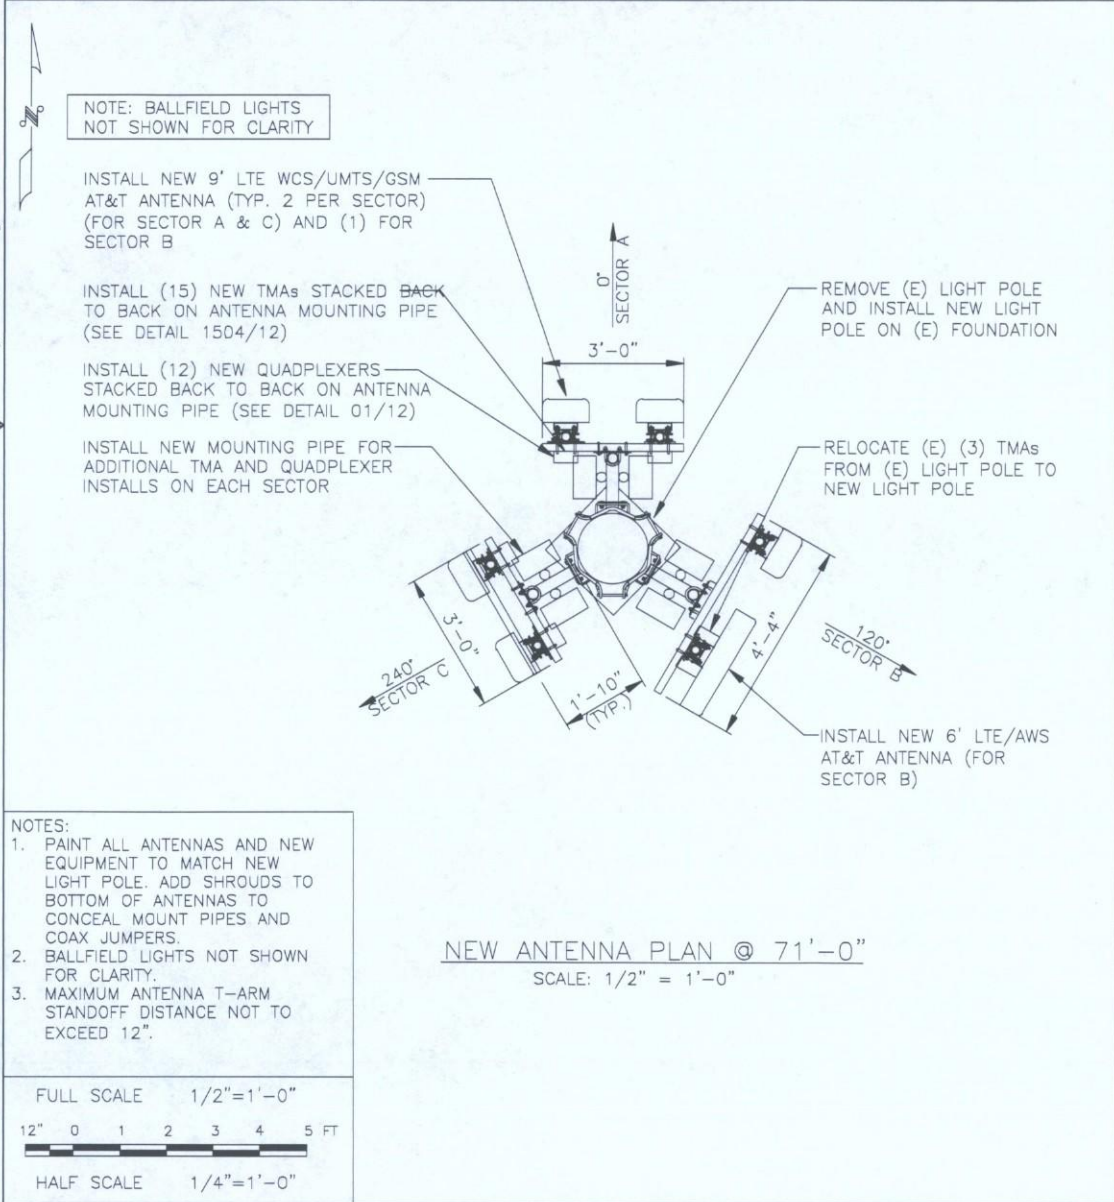 N
NOTE: BALLFIELD LIGHTS
NOT SHOWN FOR CLARITY
INSTALL NEW 9' LTE WCS/UMTS/GSM
AT&T ANTENNA (TYP. 2 PER SECTOR)
(FOR SECTOR A & C) AND (1) FOR
SECTOR B
INSTALL (15) NEW TMAs STACKED BACK
TO BACK ON ANTENNA MOUNTING PIPE
(SEE DETAIL 1504/12)
INSTALL (12) NEW QUADPLEXERS
STACKED BACK TO BACK ON ANTENNA
MOUNTING PIPE (SEE DETAIL 01/12)
INSTALL NEW MOUNTING PIPE FOR
ADDITIONAL TMA AND QUADPLEXER
INSTALLS ON EACH SECTOR
0°
SECTOR A
3'-0"
REMOVE (E) LIGHT POLE
AND INSTALL NEW LIGHT
POLE ON (E) FOUNDATION
RELOCATE (E) (3) TMAs
FROM (E) LIGHT POLE TO
NEW LIGHT POLE
3'-0"
240°
SECTOR C
1'-10"
(TYP.)
4'-4"
120°
SECTOR B
INSTALL NEW 6' LTE/AWS
AT&T ANTENNA (FOR
SECTOR B)
NOTES:
1. PAINT ALL ANTENNAS AND NEW
EQUIPMENT TO MATCH NEW
LIGHT POLE. ADD SHROUDS TO
BOTTOM OF ANTENNAS TO
CONCEAL MOUNT PIPES AND
COAX JUMPERS.
2. BALLFIELD LIGHTS NOT SHOWN
FOR CLARITY.
3. MAXIMUM ANTENNA T-ARM
STANDOFF DISTANCE NOT TO
EXCEED 12".
NEW ANTENNA PLAN @ 71'-0"
SCALE: 1/2" = 1'-0"
FULL SCALE 1/2"=1'-0"
12" 0 1 2 3 4 5 FT
HALF SCALE 1/4"=1'-0"